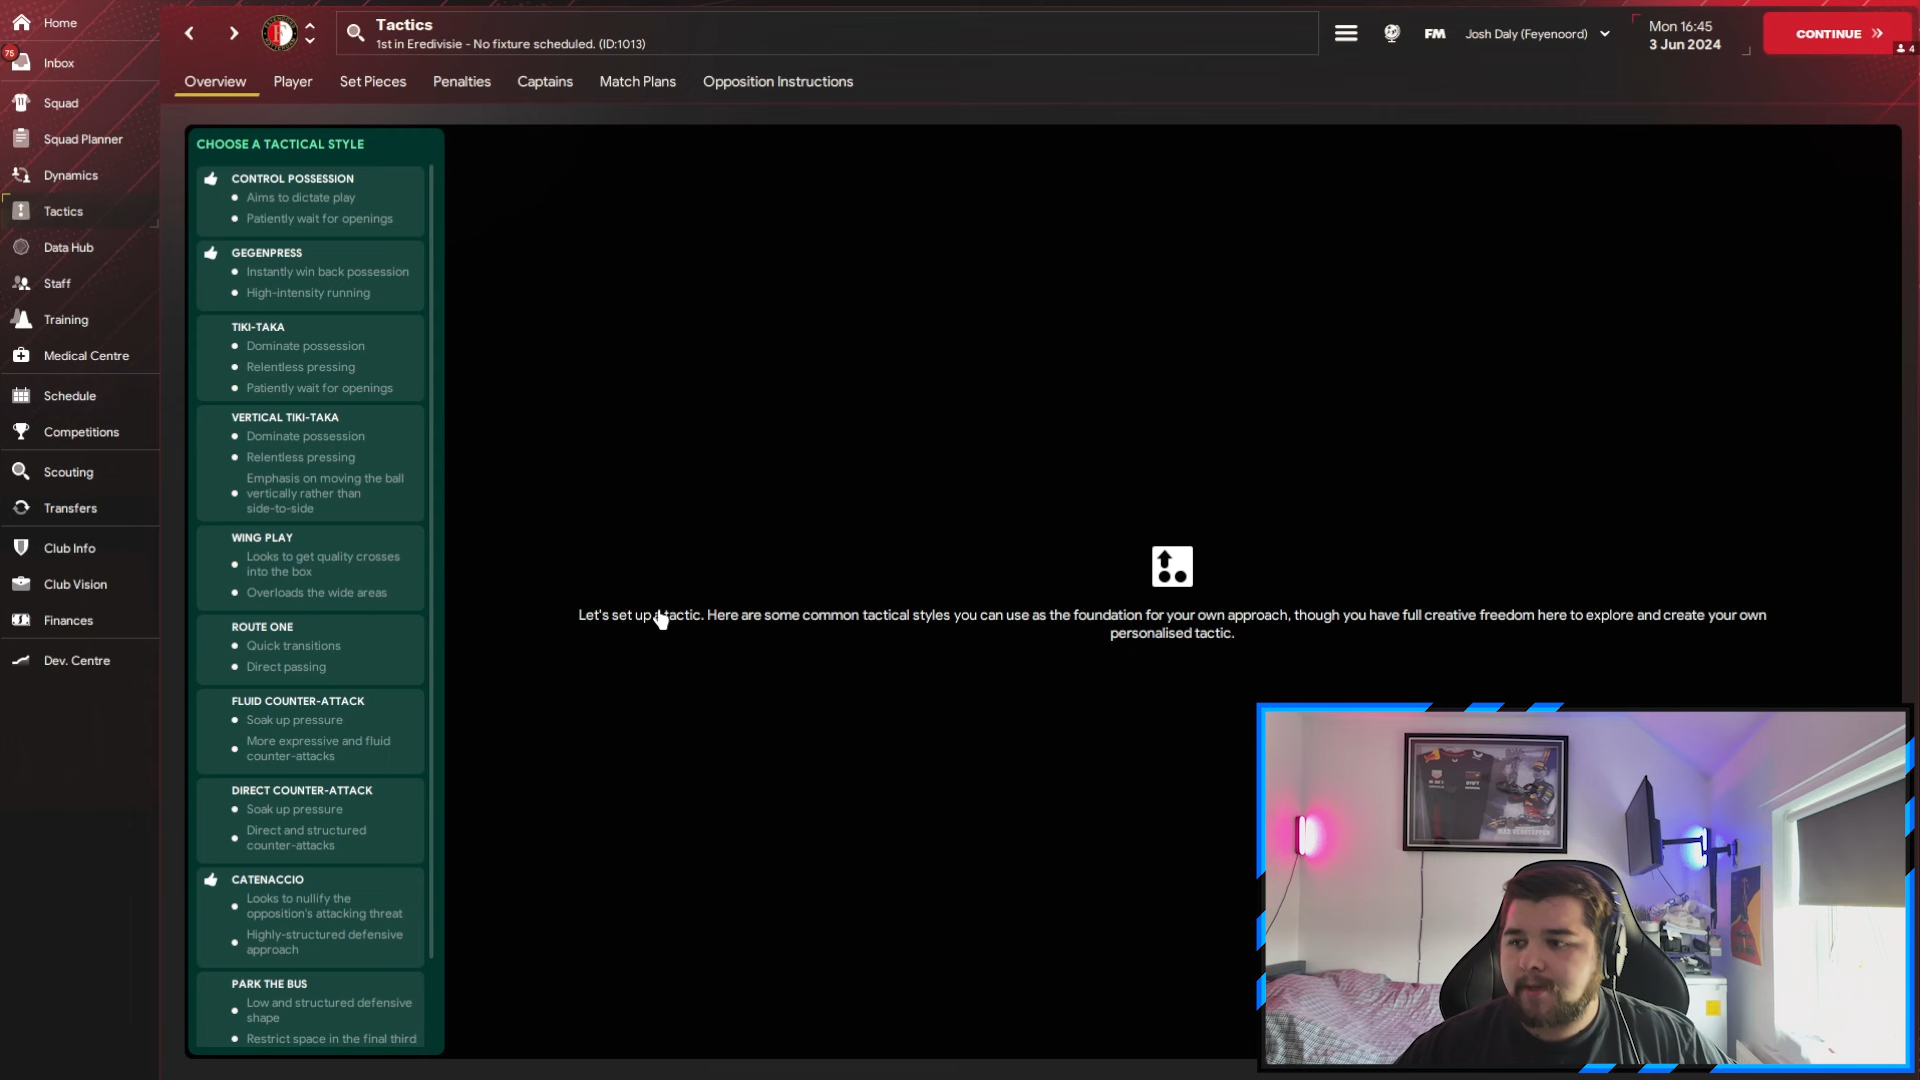 Home
75
Inbox
Squad
Squad Planner
Dynamics
Tactics
Data Hub
Staff
Training
Medical Centre
Schedule
Competitions
Scouting
Transfers
Club Info
Club Vision
Finances
Dev. Centre
Tactics
1st in Eredivisie - No fixture scheduled. (ID:1013)
FM
Josh Daly (Feyenoord)
Mon 16:45
3 Jun 2024
CONTINUE
4
Overview
Player
Set Pieces
Penalties
Captains
Match Plans
Opposition Instructions
CHOOSE A TACTICAL STYLE
CONTROL POSSESSION
Aims to dictate play
Patiently wait for openings
GEGENPRESS
Instantly win back possession
High-intensity running
TIKI-TAKA
Dominate possession
Relentless pressing
Patiently wait for openings
VERTICAL TIKI-TAKA
Dominate possession
Relentless pressing
Emphasis on moving the ball
vertically rather than
side-to-side
WING PLAY
Looks to get quality crosses
into the box
Overloads the wide areas
ROUTE ONE
Quick transitions
Direct passing
FLUID COUNTER-ATTACK
Soak up pressure
More expressive and fluid
counter-attacks
DIRECT COUNTER-ATTACK
Soak up pressure
Direct and structured
counter-attacks
CATENACCIO
Looks to nullify the
opposition's attacking threat
Highly-structured defensive
approach
PARK THE BUS
Low and structured defensive
shape
Restrict space in the final third
Let's set up a tactic. Here are some common tactical styles you can use as the foundation for your own approach, though you have full creative freedom here to explore and create your own
personalised tactic.
MAX VERSTAPPEN